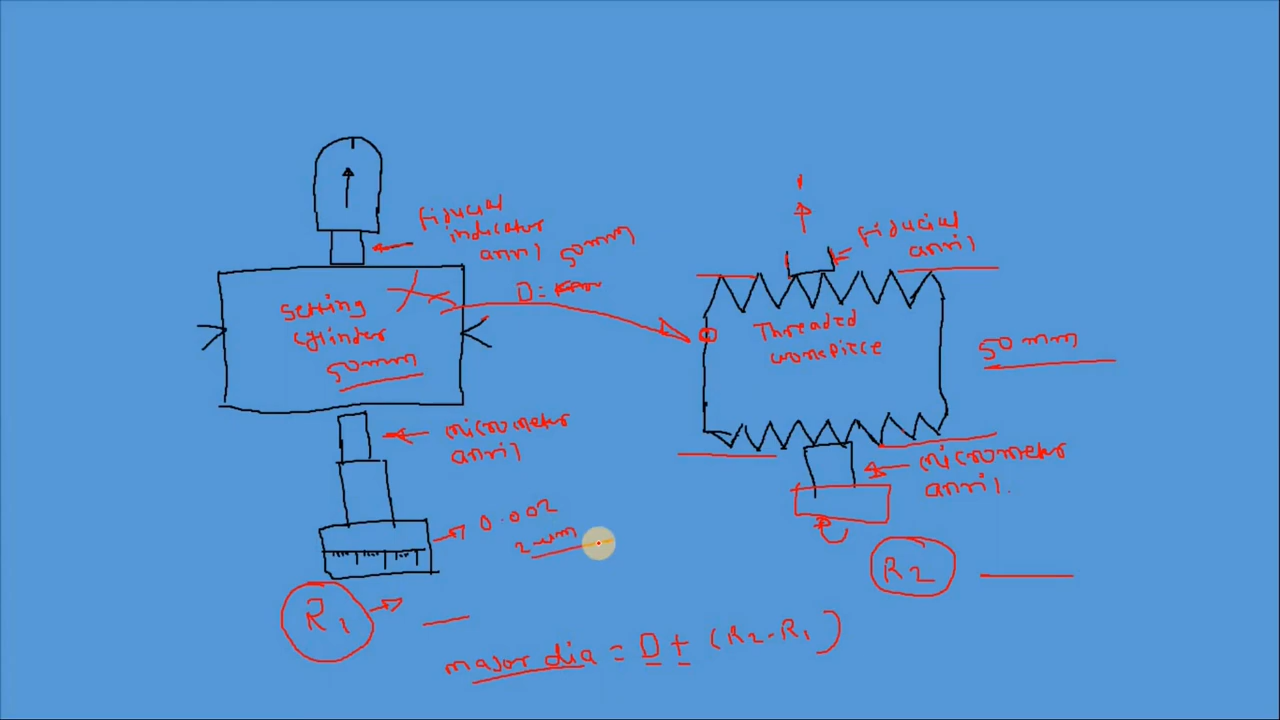 Fiducial
indicator
anvil
50mm
D =
Setting
cylinder
50mm
micrometer
anvil
0.002
2 um
R1
Fiducial
anvil
Threaded
workpiece
50 mm
micrometer
anvil.
R2
major dia = D ± (R2-R1)